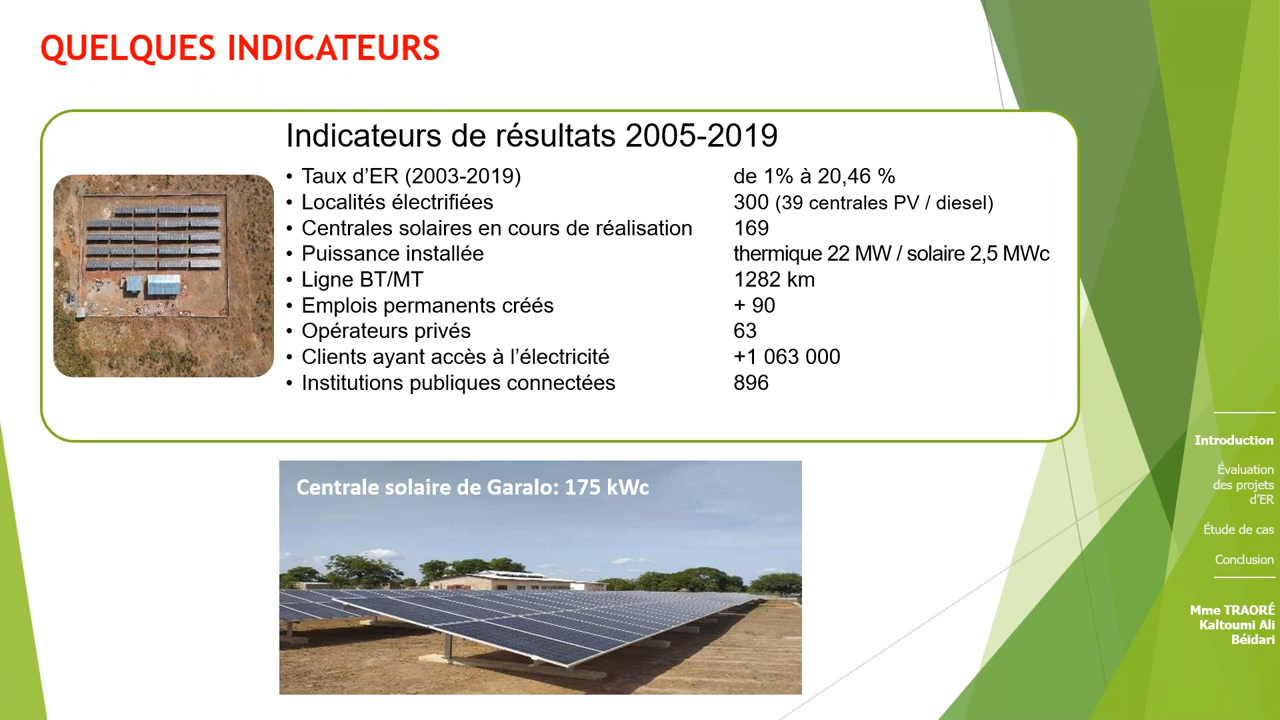 QUELQUES INDICATEURS
Indicateurs de résultats 2005-2019
• Taux d’ER (2003-2019) de 1% à 20,46 %
• Localités électrifiées 300 (39 centrales PV / diesel)
• Centrales solaires en cours de réalisation 169
• Puissance installée thermique 22 MW / solaire 2,5 MWc
• Ligne BT/MT 1282 km
• Emplois permanents créés + 90
• Opérateurs privés 63
• Clients ayant accès à l’électricité +1 063 000
• Institutions publiques connectées 896
Centrale solaire de Garalo: 175 kWc
Introduction
Évaluation
des projets
d’ER
Étude de cas
Conclusion
Mme TRAORÉ
Kaltoumi Ali
Béidari